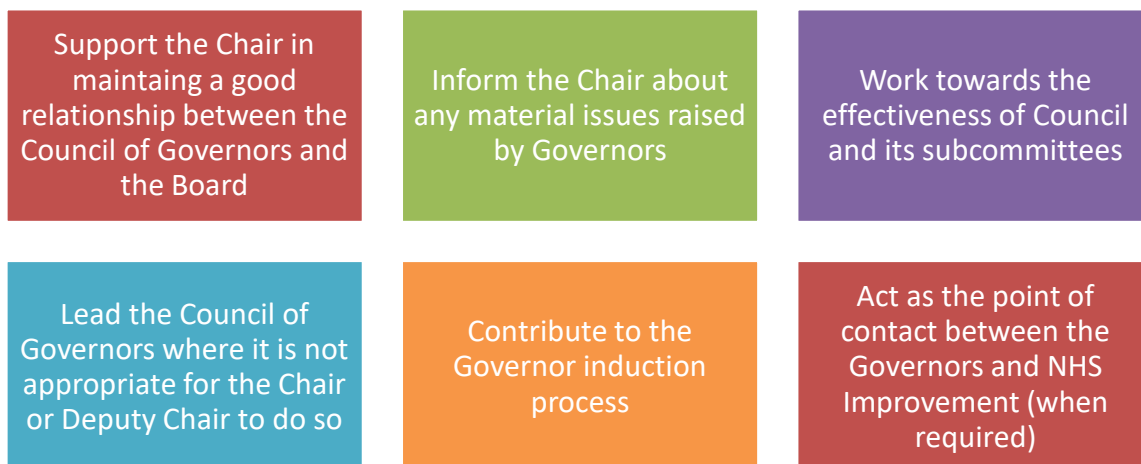 Support the Chair in
maintaing a good
relationship between the
Council of Governors and
the Board
Inform the Chair about
any material issues raised
by Governors
Work towards the
effectiveness of Council
and its subcommittees
Lead the Council of
Governors where it is not
appropriate for the Chair
or Deputy Chair to do so
Contribute to the
Governor induction
process
Act as the point of
contact between the
Governors and NHS
Improvement (when
required)